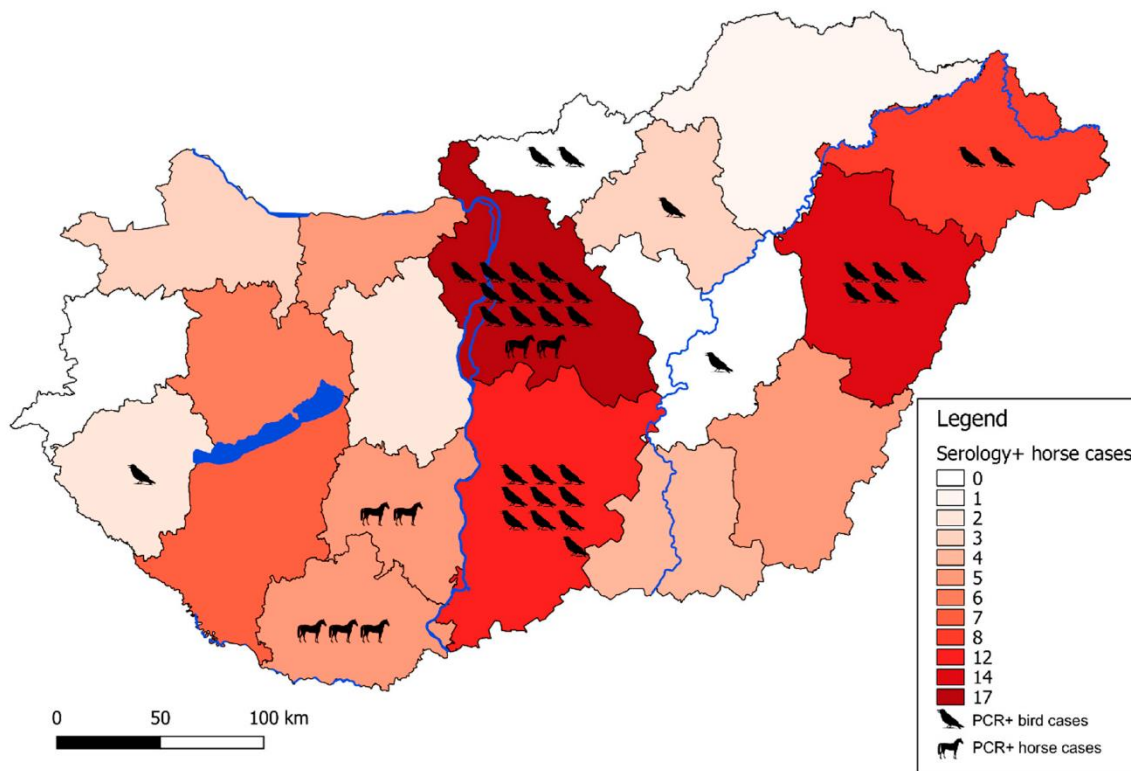 Legend
Serology+ horse cases
0
1
2
3
4
5
6
7
8
12
14
17
PCR+ bird cases
PCR+ horse cases
0 50 100 km